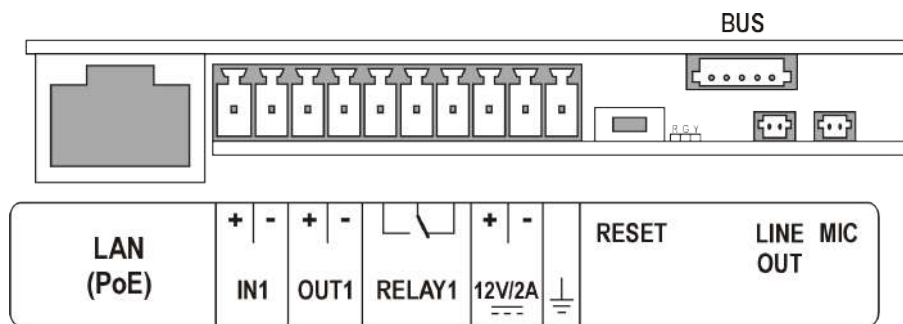 BUS
R G Y
+ - + - + -
LAN
(PoE)
IN1 OUT1 RELAY1 12V/2A
RESET
LINE
OUT
MIC